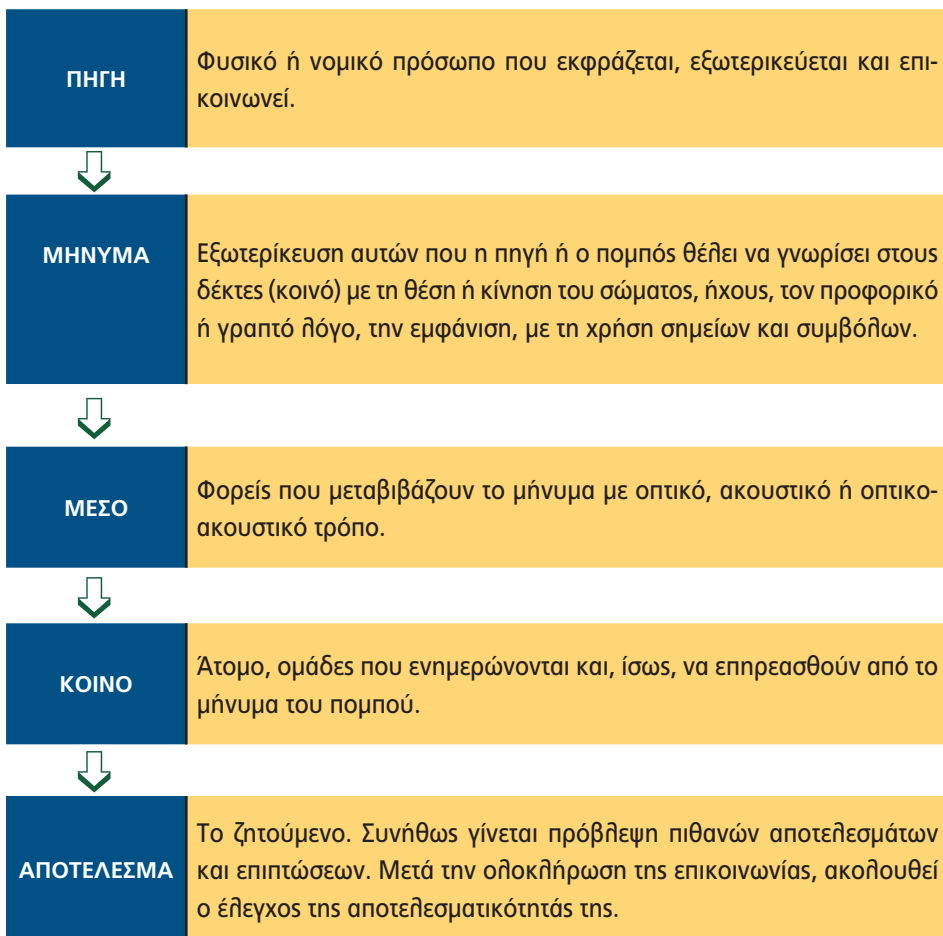 ΠΗΓΗ
Φυσικό ή νομικό πρόσωπο που εκφράζεται, εξωτερικεύεται και επι-
κοινωνεί.
ΜΗΝΥΜΑ
Εξωτερίκευση αυτών που η πηγή ή ο πομπός θέλει να γνωρίσει στους
δέκτες (κοινό) με τη θέση ή κίνηση του σώματος, ήχους, τον προφορικό
ή γραπτό λόγο, την εμφάνιση, με τη χρήση σημείων και συμβόλων.
ΜΕΣΟ
Φορείς που μεταβιβάζουν το μήνυμα με οπτικό, ακουστικό ή οπτικο-
ακουστικό τρόπο.
ΚΟΙΝΟ
Άτομο, ομάδες που ενημερώνονται και, ίσως, να επηρεασθούν από το
μήνυμα του πομπού.
ΑΠΟΤΕΛΕΣΜΑ
Το ζητούμενο. Συνήθως γίνεται πρόβλεψη πιθανών αποτελεσμάτων
και επιπτώσεων. Μετά την ολοκλήρωση της επικοινωνίας, ακολουθεί
ο έλεγχος της αποτελεσματικότητάς της.